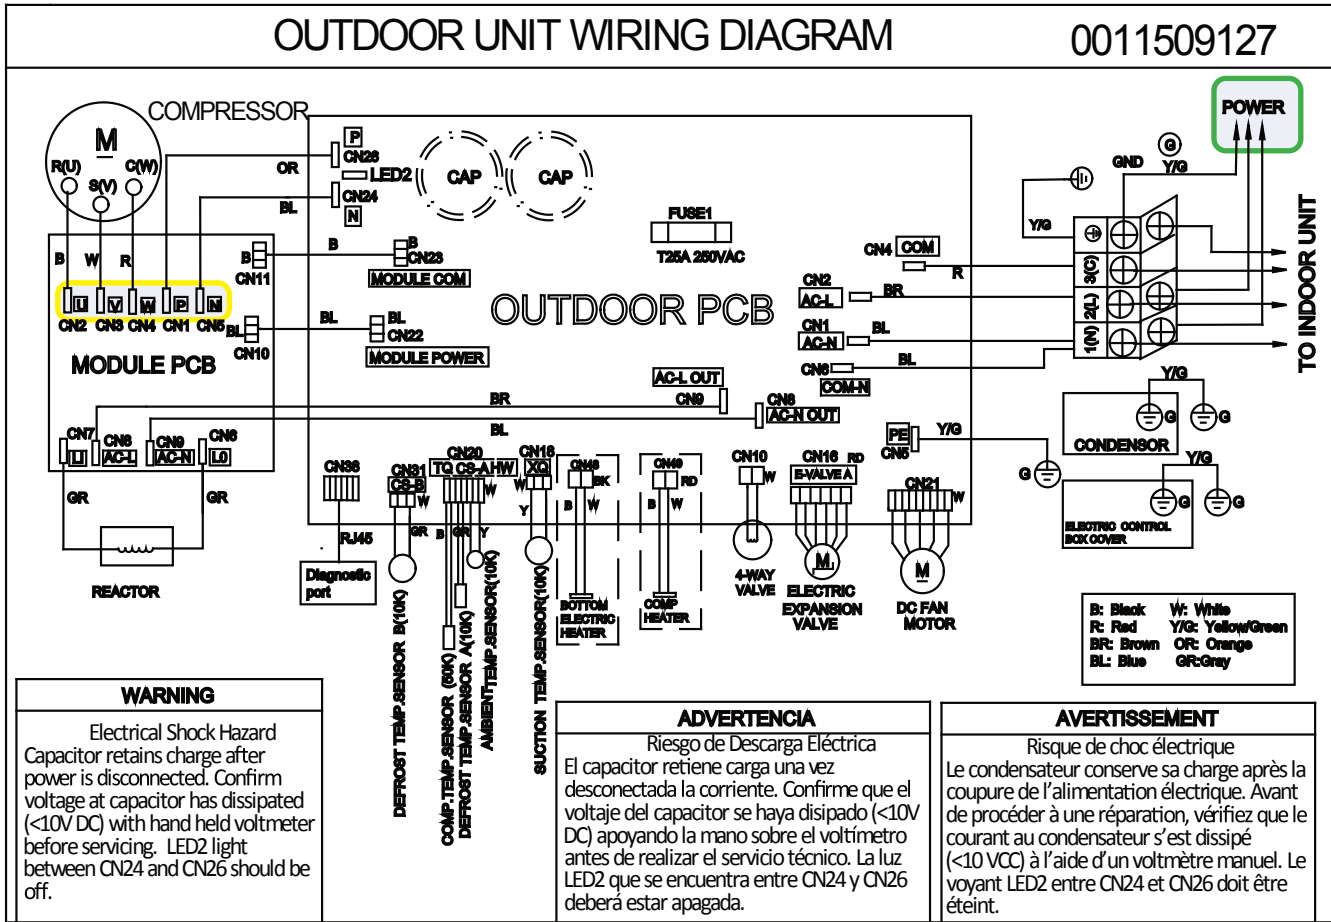 OUTDOOR UNIT WIRING DIAGRAM
0011509127
COMPRESSOR
M
R(U)
C(W)
S(V)
B
W
R
U
V
W
P
N
CN2
CN3
CN4
CN1
CN5
MODULE PCB
B
CN11
BL
CN10
CN7
LI
CN8
AC-L
CN9
AC-N
CN6
L0
GR
GR
REACTOR
OR
BL
B
BL
BR
BL
P
CN26
LED2
CN24
N
CAP
CAP
B
CN23
MODULE COM
BL
CN22
MODULE POWER
FUSE1
T25A 250VAC
OUTDOOR PCB
CN4
COM
CN2
AC-L
CN1
AC-N
CN6
COM-N
AC-L OUT
CN9
CN8
AC-N OUT
PE
CN5
R
BR
BL
BL
Y/G
G
POWER
G
GND
Y/G
Y/G
3(C)
2(L)
1(N)
TO INDOOR UNIT
Y/G
G
G
CONDENSOR
Y/G
G
G
ELECTRIC CONTROL
BOX COVER
CN36
RJ45
Diagnostic
port
CN31
CS-B
W
GR
DEFROST TEMP.SENSOR B(10K)
CN20
TQ CS-A HW
W
B
GR
Y
COMP.TEMP.SENSOR (50K)
DEFROST TEMP.SENSOR A(10K)
AMBIENT TEMP.SENSOR(10K)
CN18
XQ
W
Y
SUCTION TEMP.SENSOR(10K)
CN48
BK
B
W
BOTTOM
ELECTRIC
HEATER
CN49
RD
B
W
COMP
HEATER
CN10
W
4-WAY
VALVE
CN16 RD
E-VALVE A
M
ELECTRIC
EXPANSION
VALVE
CN21
W
M
DC FAN
MOTOR
B: Black W: White
R: Red Y/G: Yellow/Green
BR: Brown OR: Orange
BL: Blue GR:Gray
WARNING
Electrical Shock Hazard
Capacitor retains charge after
power is disconnected. Confirm
voltage at capacitor has dissipated
(<10V DC) with hand held voltmeter
before servicing. LED2 light
between CN24 and CN26 should be
off.
ADVERTENCIA
Riesgo de Descarga Eléctrica
El capacitor retiene carga una vez
desconectada la corriente. Confirme que el
voltaje del capacitor se haya disipado (<10V
DC) apoyando la mano sobre el voltímetro
antes de realizar el servicio técnico. La luz
LED2 que se encuentra entre CN24 y CN26
deberá estar apagada.
AVERTISSEMENT
Risque de choc électrique
Le condensateur conserve sa charge après la
coupure de l'alimentation électrique. Avant
de procéder à une réparation, vérifiez que le
courant au condensateur s'est dissipé
(<10 VCC) à l'aide d'un voltmètre manuel. Le
voyant LED2 entre CN24 et CN26 doit être
éteint.